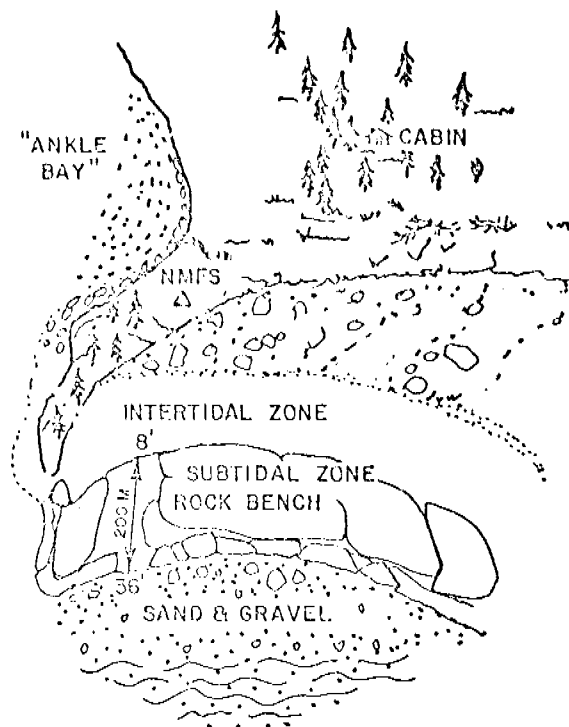 "ANKLE
BAY"
CABIN
NMFS
INTERTIDAL ZONE
8'
SUBTIDAL ZONE
ROCK BENCH
200 M
36'
SAND & GRAVEL